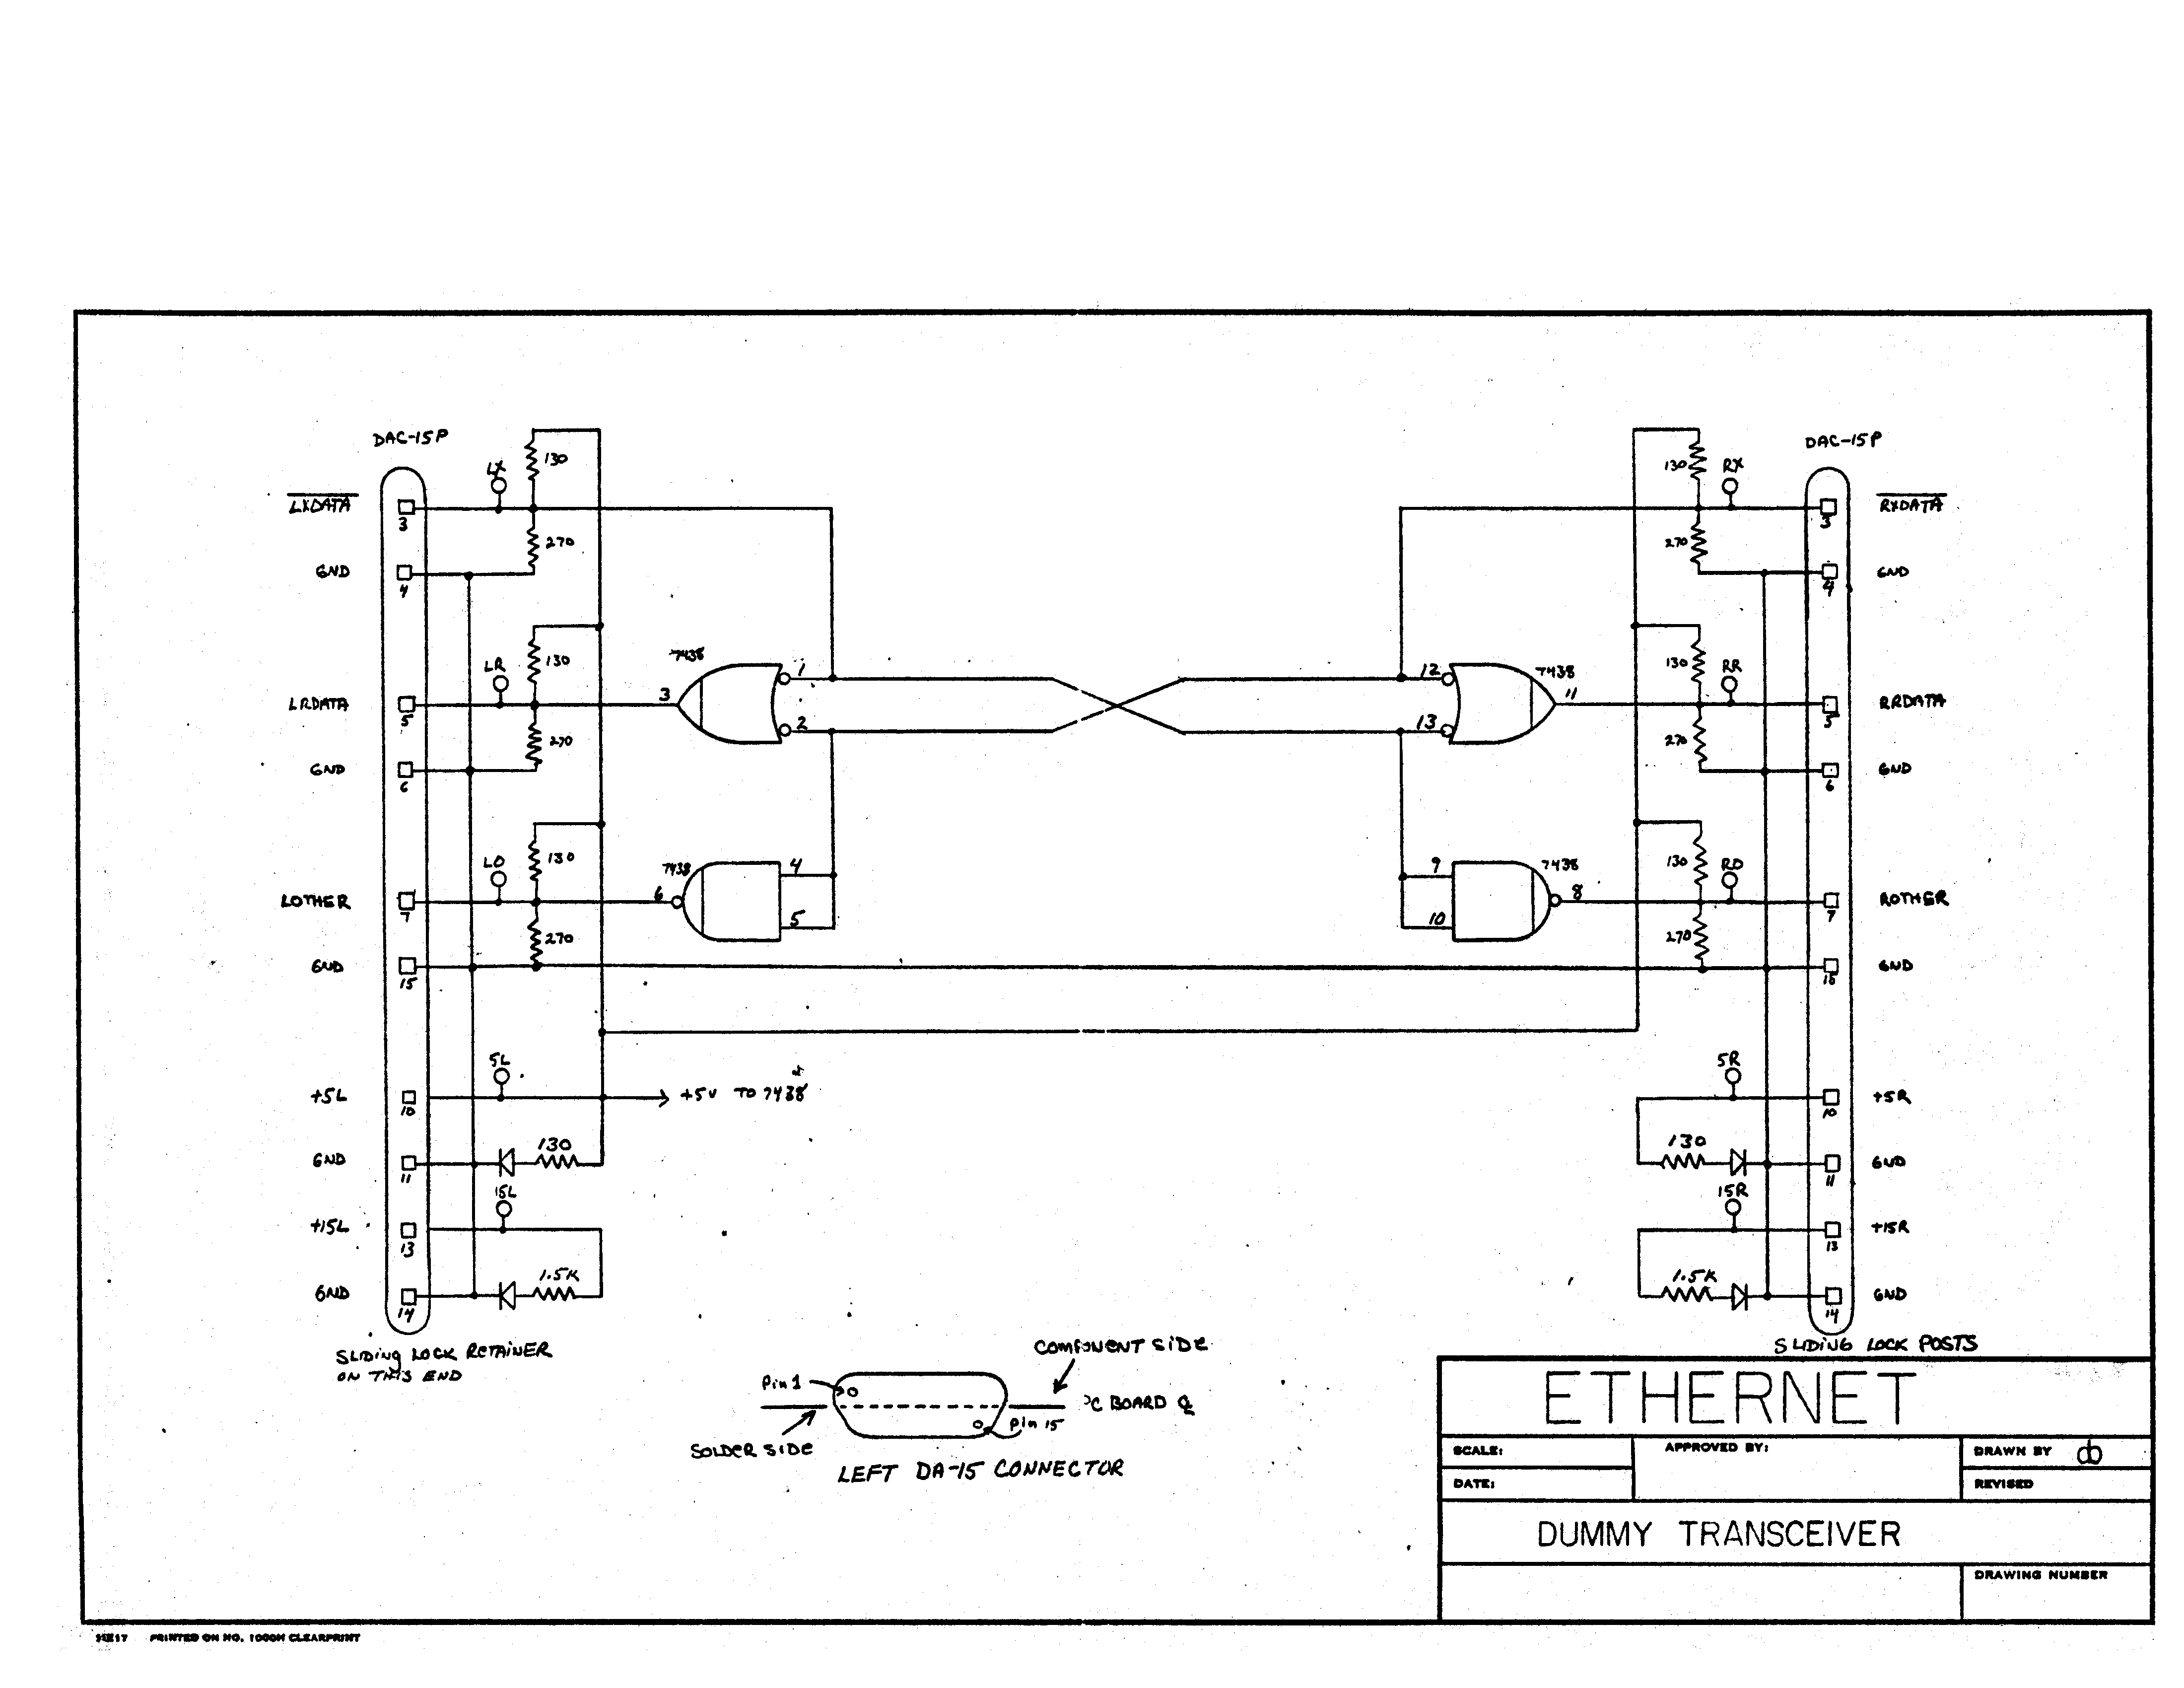 DAC-15P
DAC-15P
LX
130
130
RX
LXDATA
3
3
RXDATA
270
270
GND
4
4
GND
7438
LR
130
1
12
7438
130
RR
3
11
LRDATA
5
2
13
5
RRDATA
270
270
GND
6
6
GND
7438
LO
130
4
9
7438
130
RO
6
8
LOTHER
7
5
10
7
ROTHER
270
270
GND
15
15
GND
5L
5R
+5L
10
+5V TO 7438
10
+5R
130
130
GND
11
11
GND
15L
15R
+15L
13
13
+15R
1.5K
1.5K
GND
14
14
GND
SLIDING LOCK RETAINER
ON THIS END
SLIDING LOCK POSTS
COMPONENT SIDE
Pin 1
PC BOARD ℄
Pin 15
SOLDER SIDE
LEFT DA-15 CONNECTOR
ETHERNET
SCALE:
APPROVED BY:
DRAWN BY db
DATE:
REVISED
DUMMY TRANSCEIVER
DRAWING NUMBER
PRINTED ON NO. 1000H CLEARPRINT